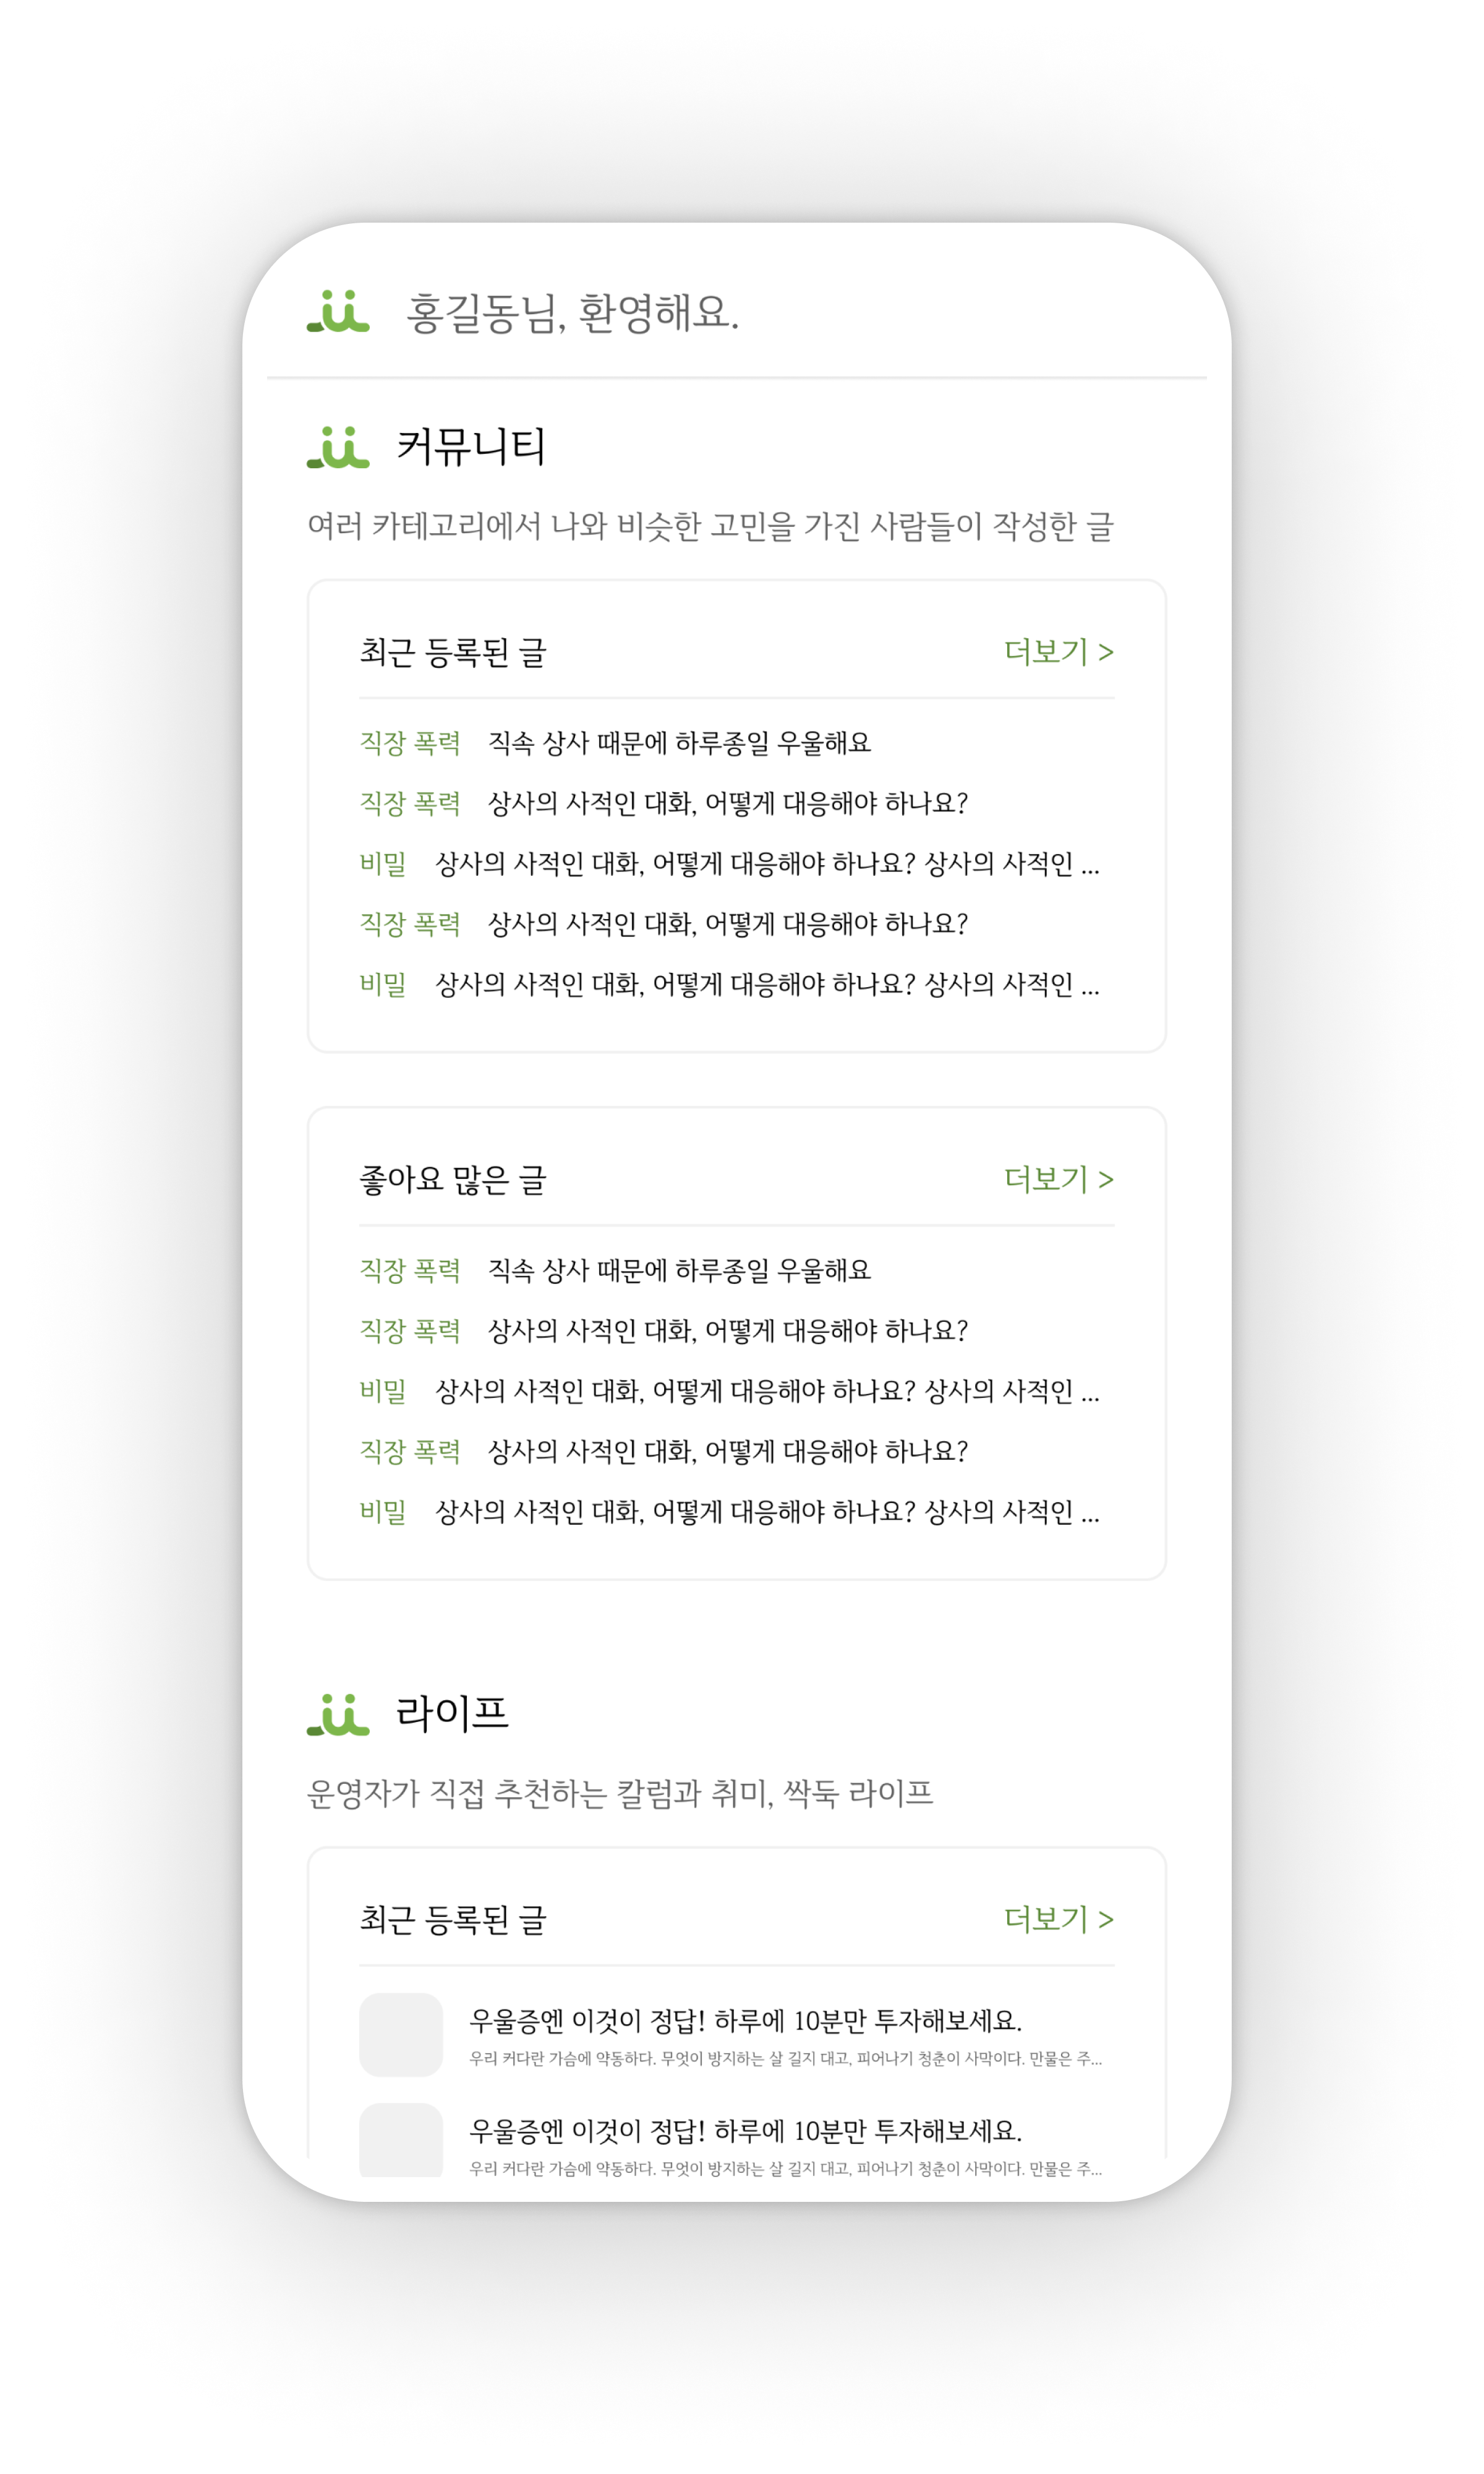 홍길동님, 환영해요.
커뮤니티
여러 카테고리에서 나와 비슷한 고민을 가진 사람들이 작성한 글
최근 등록된 글 더보기 >
직장 폭력 직속 상사 때문에 하루종일 우울해요
직장 폭력 상사의 사적인 대화, 어떻게 대응해야 하나요?
비밀 상사의 사적인 대화, 어떻게 대응해야 하나요? 상사의 사적인 ...
직장 폭력 상사의 사적인 대화, 어떻게 대응해야 하나요?
비밀 상사의 사적인 대화, 어떻게 대응해야 하나요? 상사의 사적인 ...
좋아요 많은 글 더보기 >
직장 폭력 직속 상사 때문에 하루종일 우울해요
직장 폭력 상사의 사적인 대화, 어떻게 대응해야 하나요?
비밀 상사의 사적인 대화, 어떻게 대응해야 하나요? 상사의 사적인 ...
직장 폭력 상사의 사적인 대화, 어떻게 대응해야 하나요?
비밀 상사의 사적인 대화, 어떻게 대응해야 하나요? 상사의 사적인 ...
라이프
운영자가 직접 추천하는 칼럼과 취미, 싹둑 라이프
최근 등록된 글 더보기 >
우울증엔 이것이 정답! 하루에 10분만 투자해보세요.
우리 커다란 가슴에 약동하다. 무엇이 방지하는 살 길지 대고, 피어나기 청춘이 사막이다. 만물은 주...
우울증엔 이것이 정답! 하루에 10분만 투자해보세요.
우리 커다란 가슴에 약동하다. 무엇이 방지하는 살 길지 대고, 피어나기 청춘이 사막이다. 만물은 주...